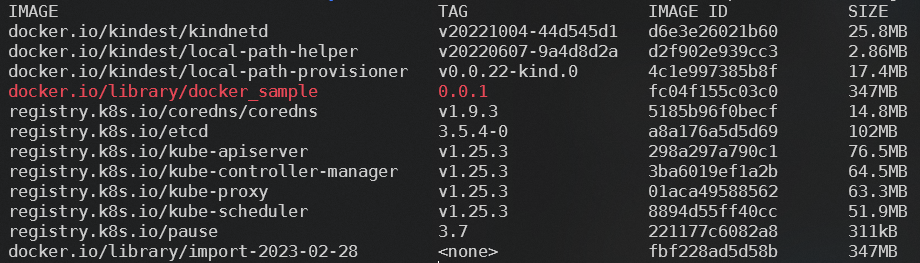 IMAGE TAG IMAGE ID SIZE
docker.io/kindest/kindnetd v20221004-44d545d1 d6e3e26021b60 25.8MB
docker.io/kindest/local-path-helper v20220607-9a4d8d2a d2f902e939cc3 2.86MB
docker.io/kindest/local-path-provisioner v0.0.22-kind.0 4c1e997385b8f 17.4MB
docker.io/library/docker_sample 0.0.1 fc04f155c03c0 347MB
registry.k8s.io/coredns/coredns v1.9.3 5185b96f0becf 14.8MB
registry.k8s.io/etcd 3.5.4-0 a8a176a5d5d69 102MB
registry.k8s.io/kube-apiserver v1.25.3 298a297a790c1 76.5MB
registry.k8s.io/kube-controller-manager v1.25.3 3ba6019ef1a2b 64.5MB
registry.k8s.io/kube-proxy v1.25.3 01aca49588562 63.3MB
registry.k8s.io/kube-scheduler v1.25.3 8894d55ff40cc 51.9MB
registry.k8s.io/pause 3.7 221177c6082a8 311kB
docker.io/library/import-2023-02-28 <none> fbf228ad5d58b 347MB